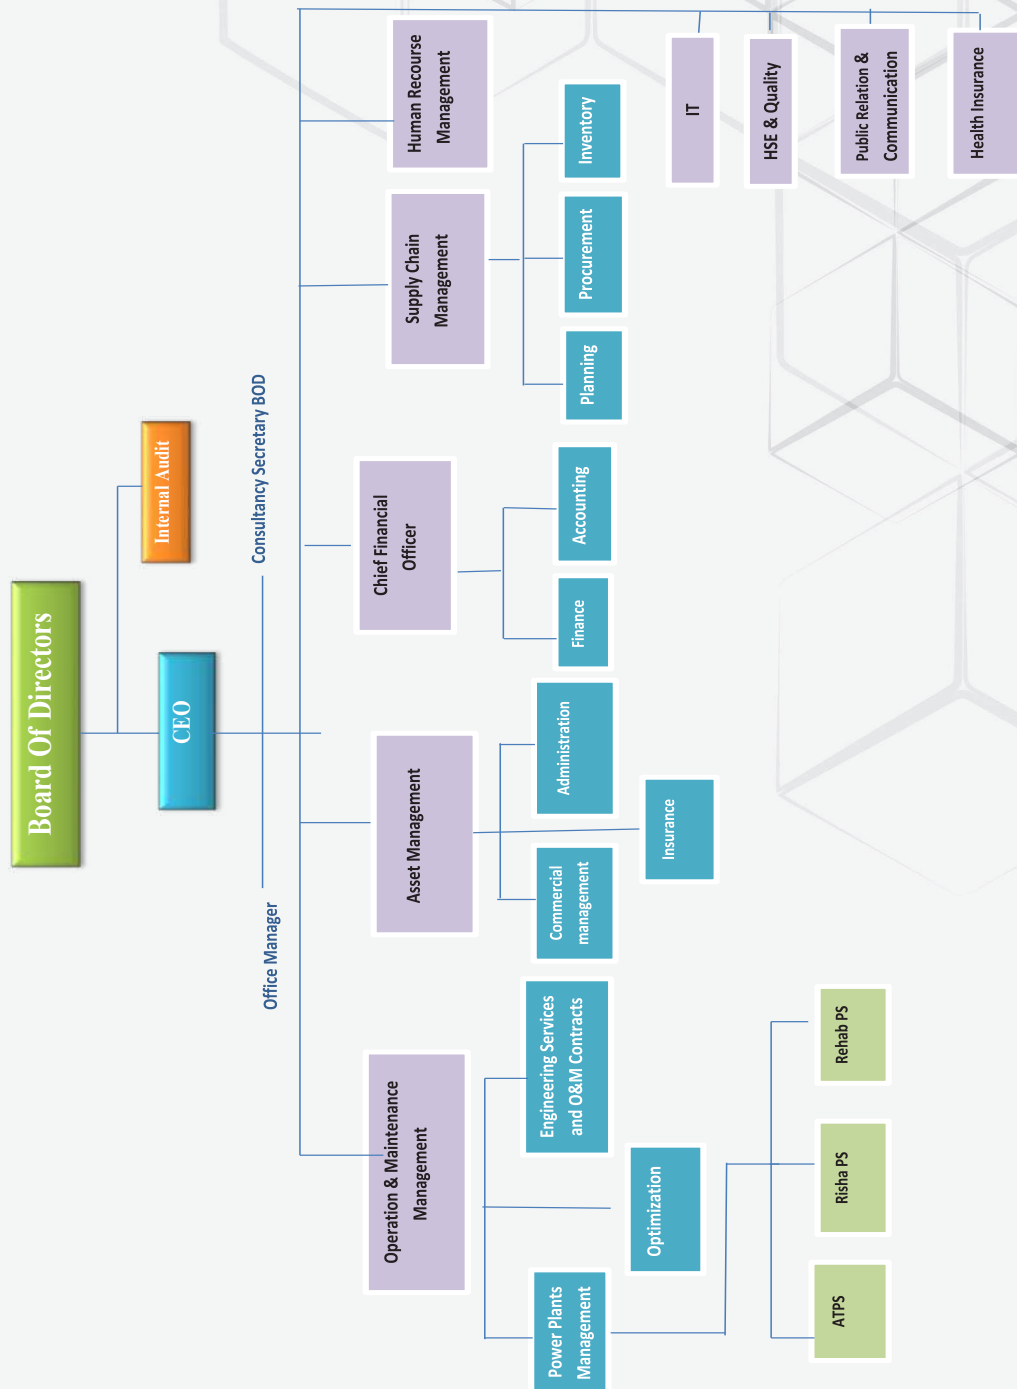 Board Of Directors
Internal Audit
CEO
Office Manager
Consultancy Secretary BOD
Operation & Maintenance
Management
Asset Management
Chief Financial
Officer
Supply Chain
Management
Human Recourse
Management
Power Plants
Management
Optimization
Engineering Services
and O&M Contracts
Commercial
management
Insurance
Administration
Finance
Accounting
Planning
Procurement
Inventory
IT
HSE & Quality
Public Relation &
Communication
Health Insurance
ATPS
Risha PS
Rehab PS